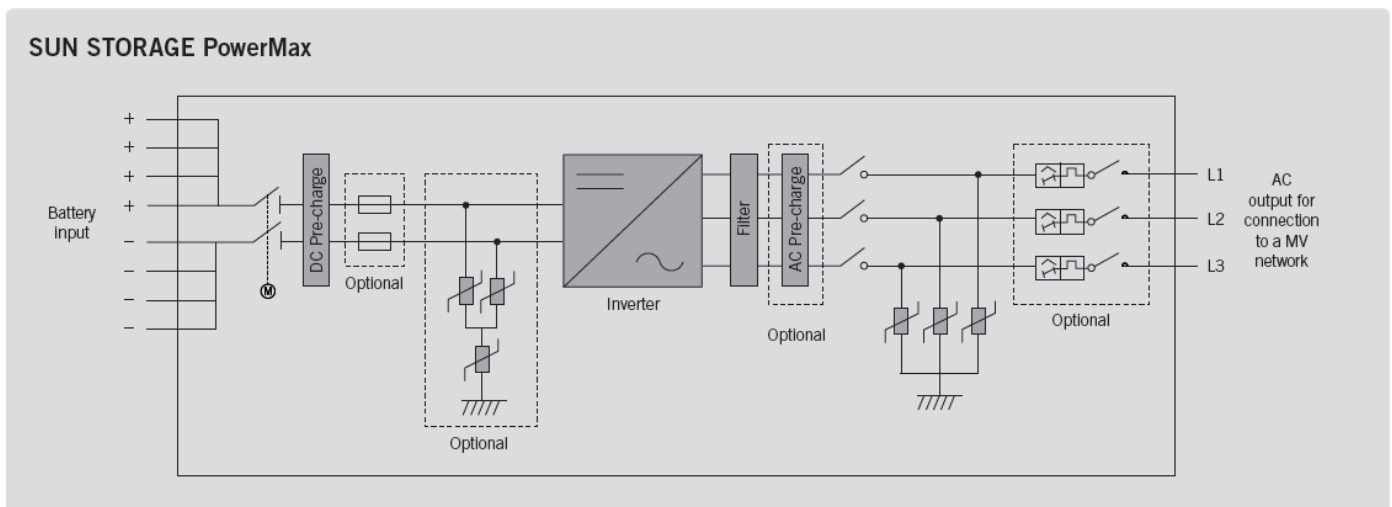 SUN STORAGE PowerMax
+
+
+
+
−
−
−
−
Battery
input
M
DC Pre-charge
Optional
Optional
Inverter
Filter
AC Pre-charge
Optional
Optional
L1
L2
L3
AC
output for
connection
to a MV
network